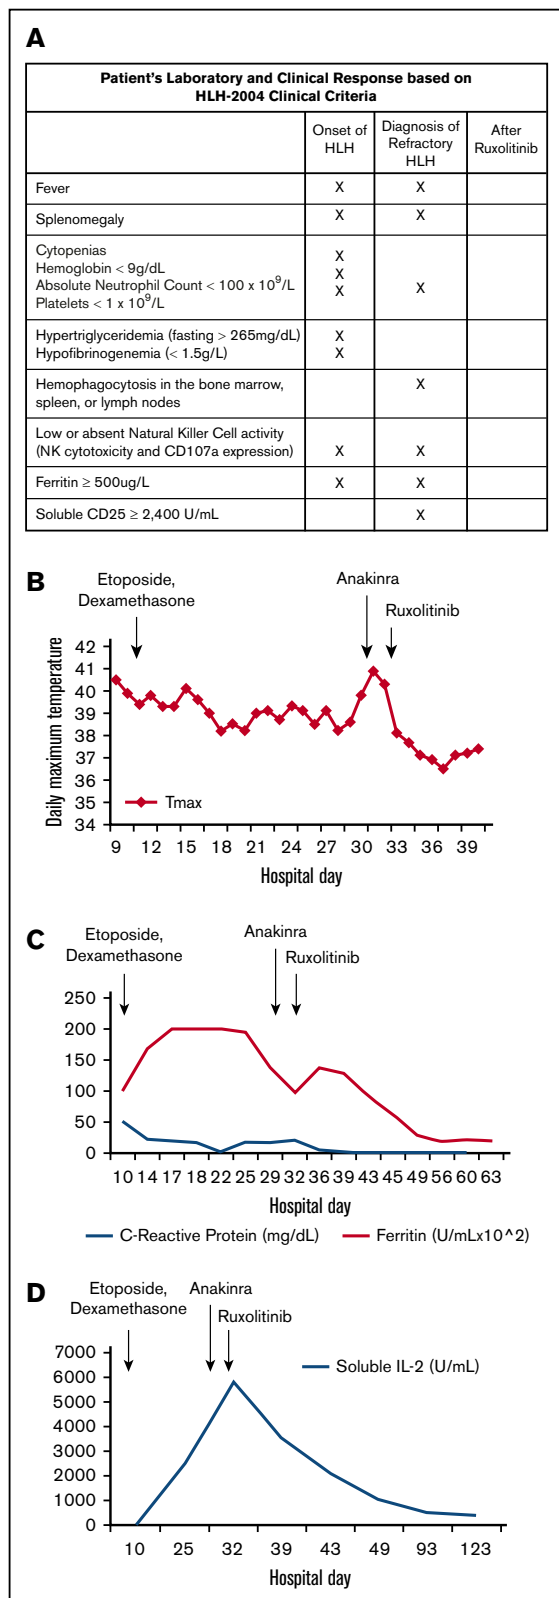 A
Patient's Laboratory and Clinical Response based on
HLH-2004 Clinical Criteria
Onset of
HLH
Diagnosis of
Refractory
HLH
After
Ruxolitinib
Fever X X
Splenomegaly X X
Cytopenias X
Hemoglobin < 9g/dL X
Absolute Neutrophil Count < 100 x 10^9/L X X
Platelets < 1 x 10^9/L
Hypertriglyceridemia (fasting > 265mg/dL) X
Hypofibrinogenemia (< 1.5g/L) X
Hemophagocytosis in the bone marrow, X
spleen, or lymph nodes
Low or absent Natural Killer Cell activity
(NK cytotoxicity and CD107a expression) X X
Ferritin ≥ 500ug/L X X
Soluble CD25 ≥ 2,400 U/mL X
B
Etoposide,
Dexamethasone
Anakinra
Ruxolitinib
Daily maximum temperature
42
41
40
39
38
37
36
35
34
Tmax
9 12 15 18 21 24 27 30 33 36 39
Hospital day
C
Etoposide,
Dexamethasone
Anakinra
Ruxolitinib
250
200
150
100
50
0
10 14 17 18 22 25 29 32 36 39 43 45 49 56 60 63
Hospital day
C-Reactive Protein (mg/dL) Ferritin (U/mLx10^2)
D
Etoposide,
Dexamethasone
Anakinra
Ruxolitinib
7000
6000
5000
4000
3000
2000
1000
0
Soluble IL-2 (U/mL)
10 25 32 39 43 49 93 123
Hospital day